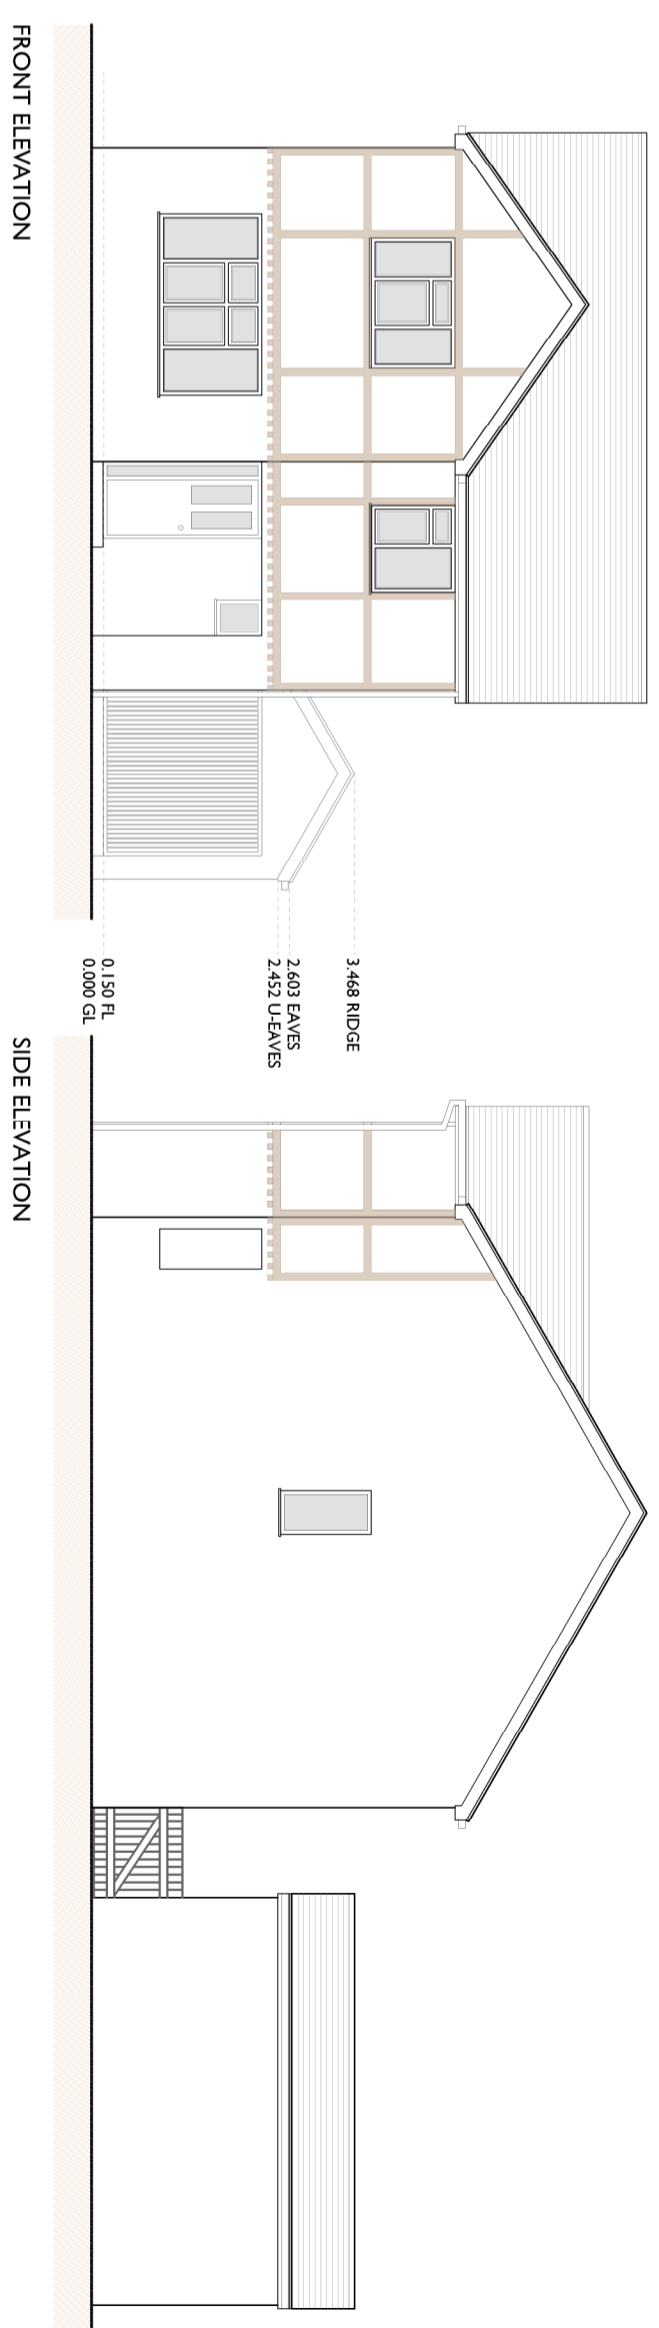 FRONT ELEVATION
3.468 RIDGE
2.603 EAVES
2.452 U-EAVES
0.150 FL
0.000 GL
SIDE ELEVATION